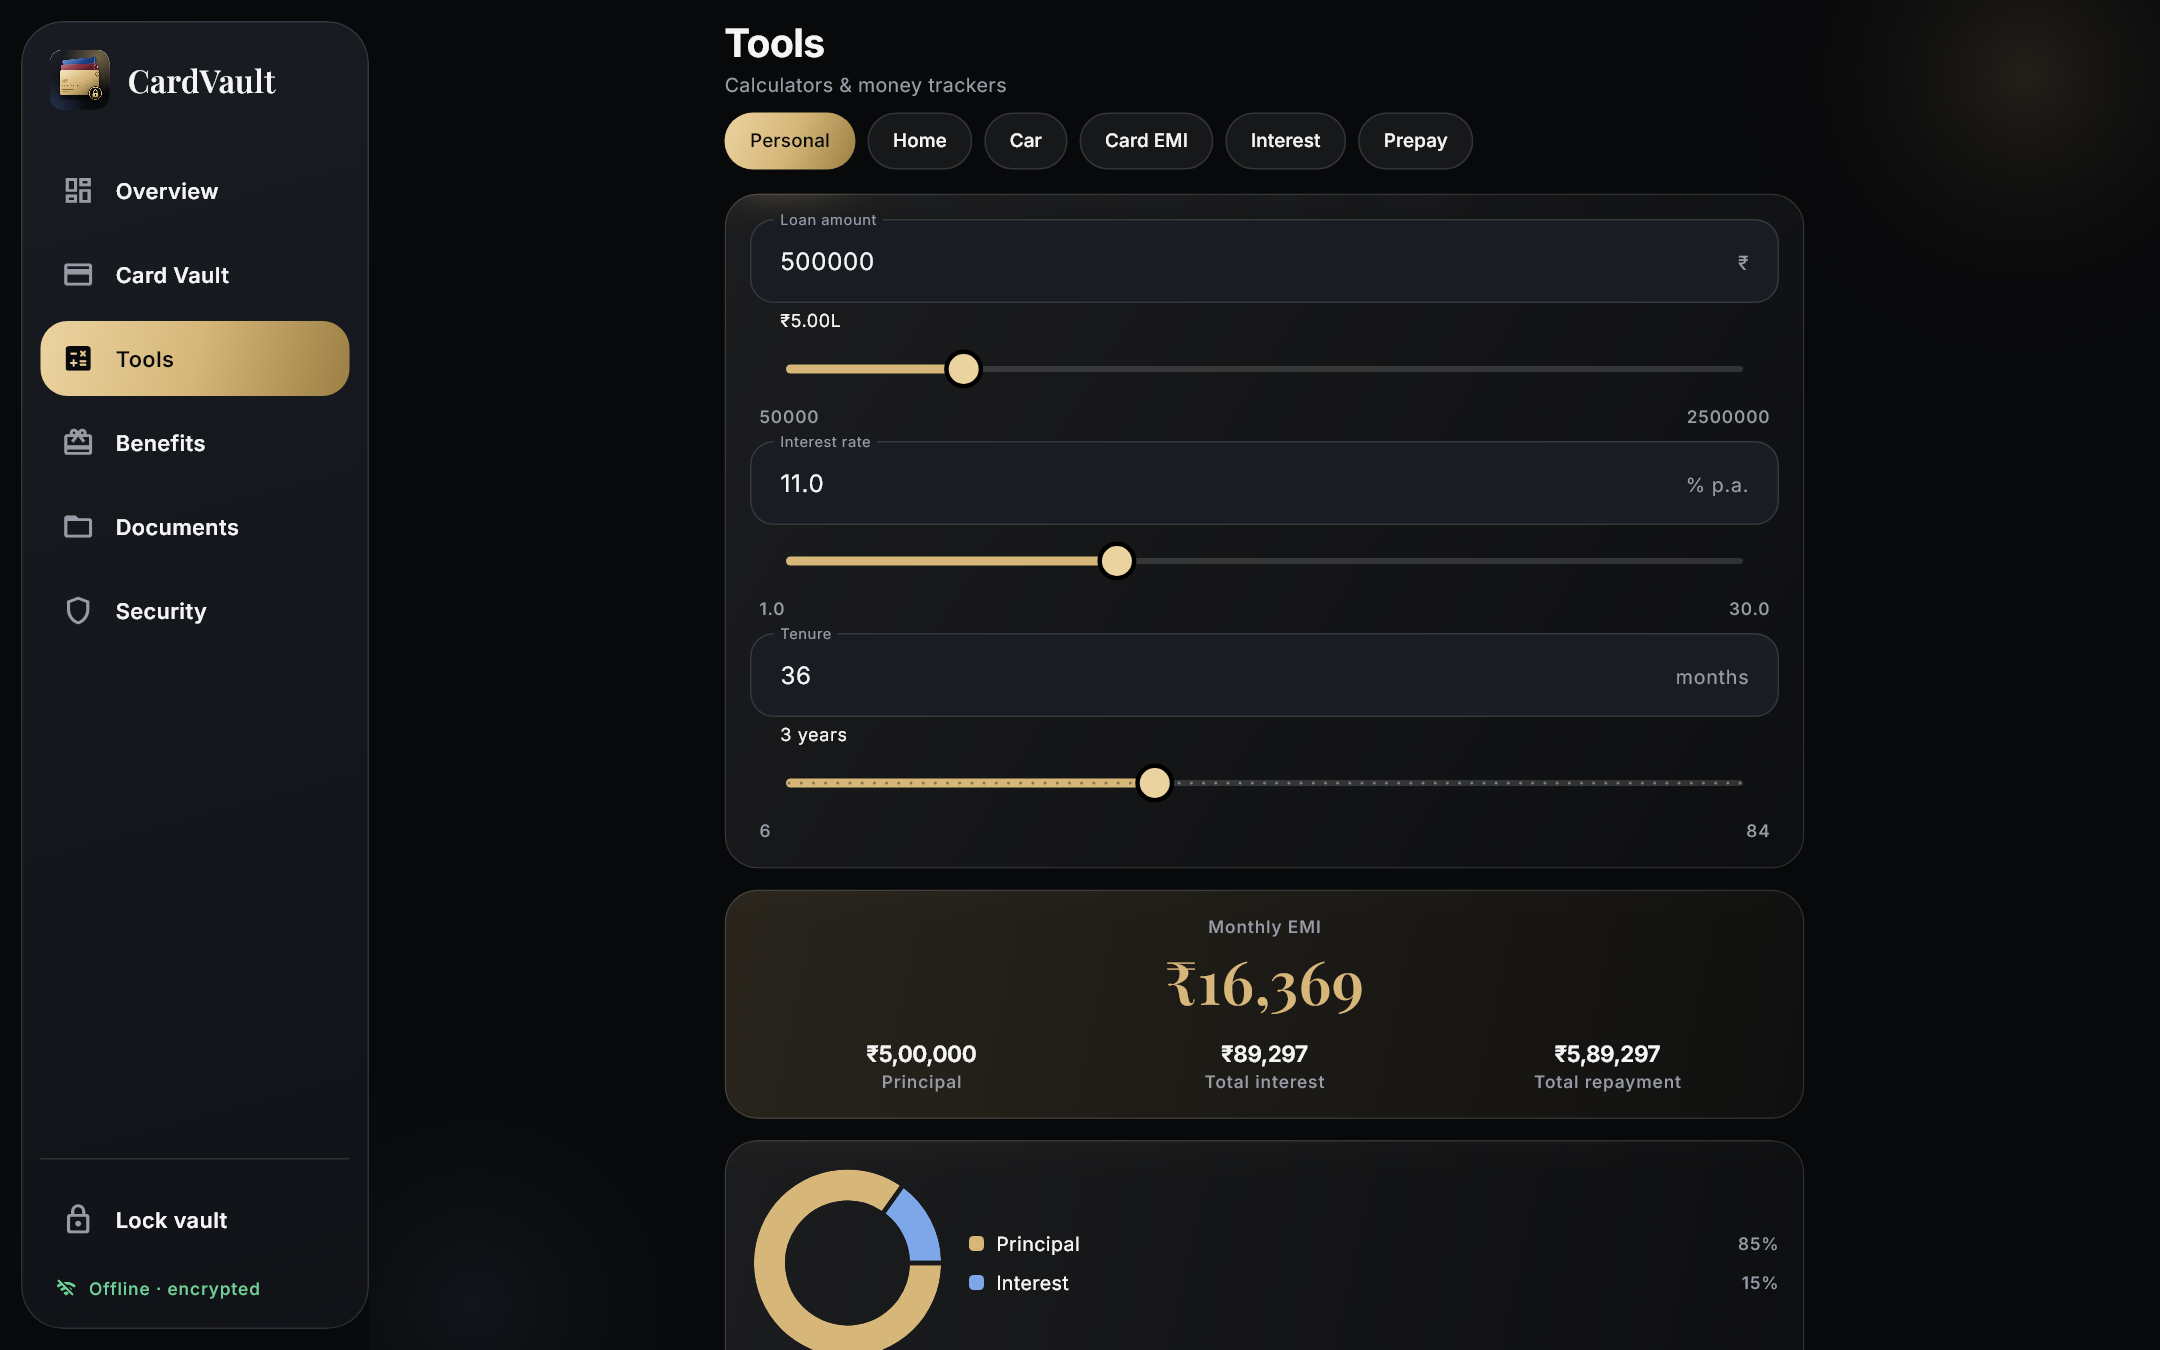 CardVault
Overview
Card Vault
Tools
Benefits
Documents
Security
Lock vault
Offline · encrypted
Tools
Calculators & money trackers
Personal Home Car Card EMI Interest Prepay
Loan amount
500000 ₹
₹5.00L
50000 2500000
Interest rate
11.0 % p.a.
1.0 30.0
Tenure
36 months
3 years
6 84
Monthly EMI
₹16,369
₹5,00,000 ₹89,297 ₹5,89,297
Principal Total interest Total repayment
Principal 85%
Interest 15%